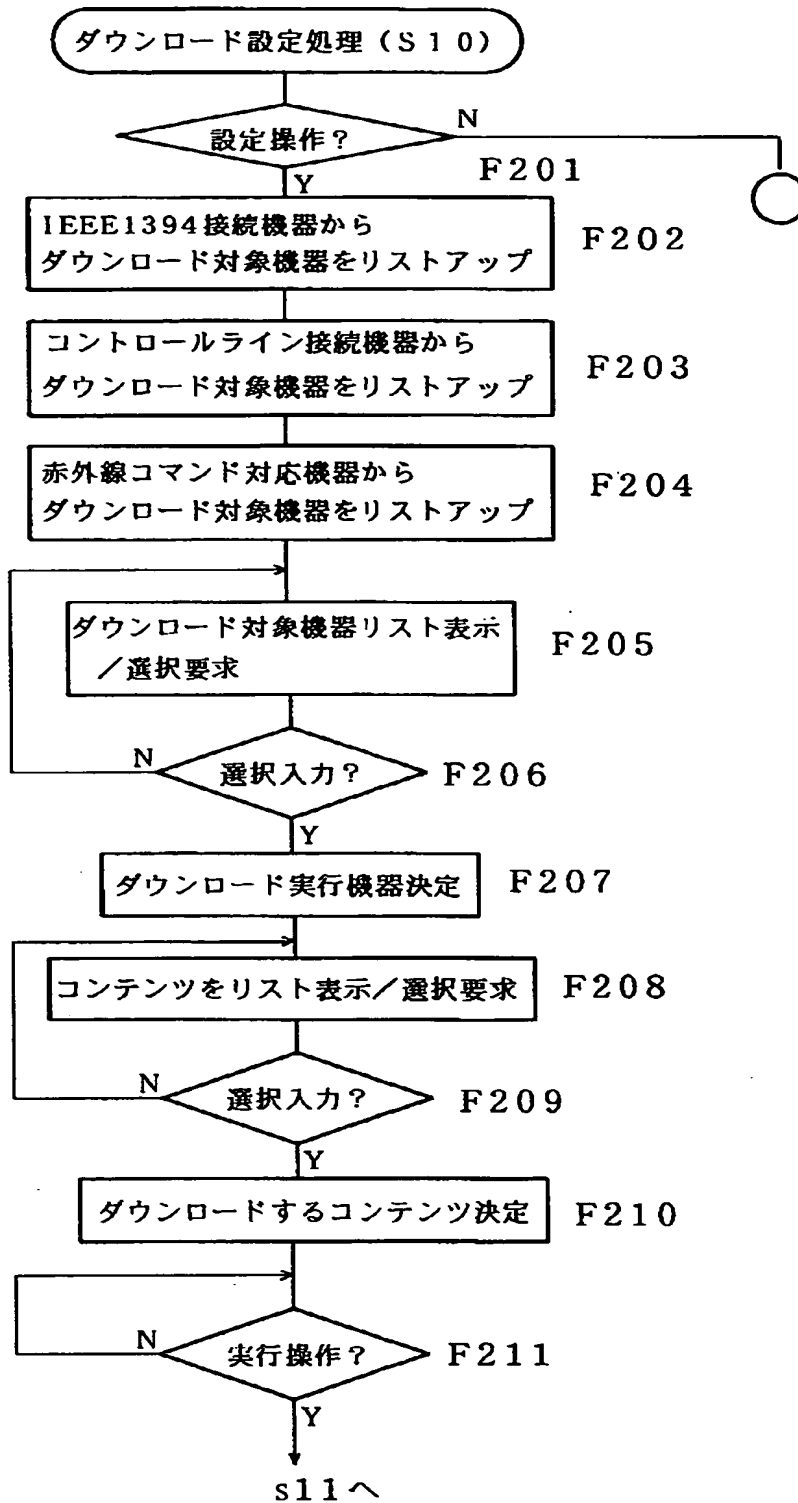 ダウンロード設定処理(S10)
設定操作?
N
F201
Y
IEEE1394接続機器から
ダウンロード対象機器をリストアップ
F202
コントロールライン接続機器から
ダウンロード対象機器をリストアップ
F203
赤外線コマンド対応機器から
ダウンロード対象機器をリストアップ
F204
ダウンロード対象機器リスト表示
/選択要求
F205
N
選択入力?
F206
Y
ダウンロード実行機器決定
F207
コンテンツをリスト表示/選択要求
F208
N
選択入力?
F209
Y
ダウンロードするコンテンツ決定
F210
N
実行操作?
F211
Y
s11へ